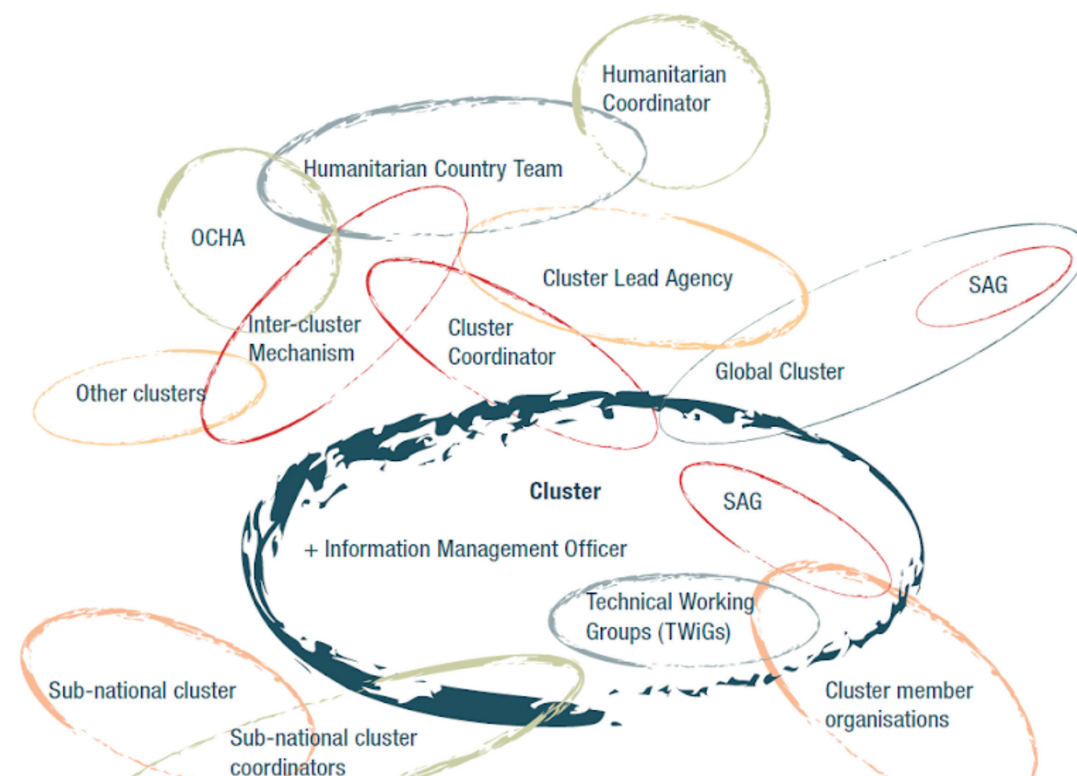 Humanitarian
Coordinator
Humanitarian Country Team
OCHA
Cluster Lead Agency
SAG
Inter-cluster
Mechanism
Cluster
Coordinator
Global Cluster
Other clusters
Cluster
SAG
+ Information Management Officer
Technical Working
Groups (TWiGs)
Sub-national cluster
Cluster member
organisations
Sub-national cluster
coordinators